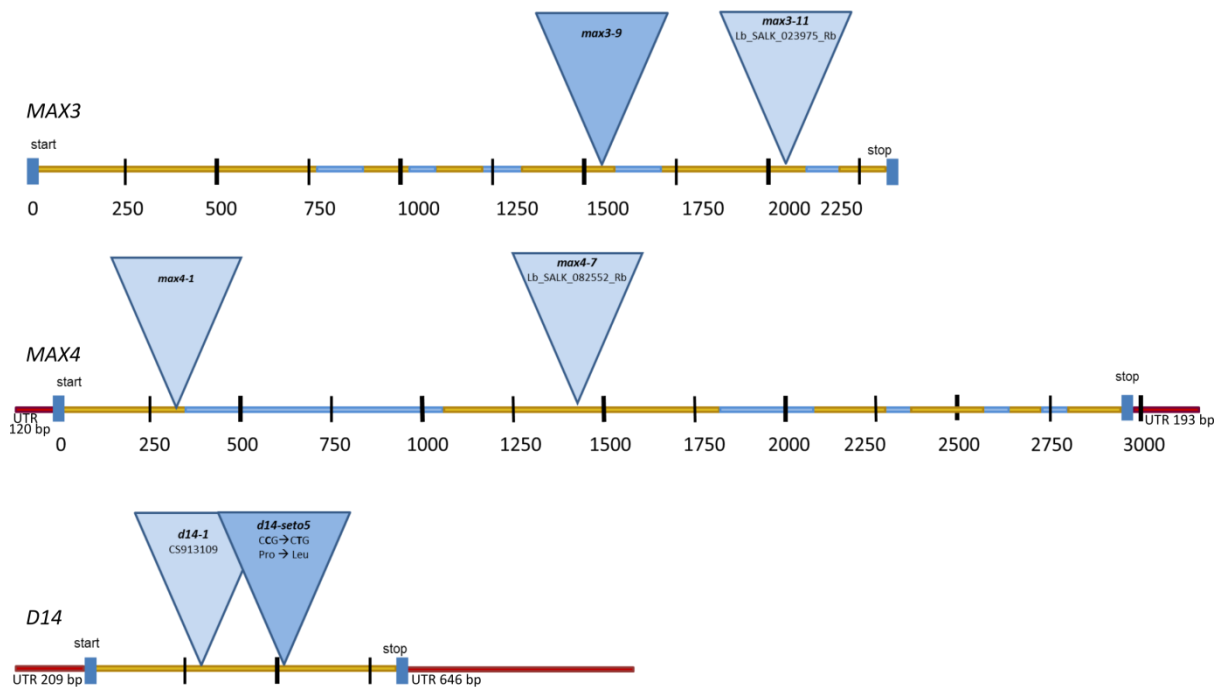 max3-9
max3-11
Lb_SALK_023975_Rb
MAX3
start
stop
0 250 500 750 1000 1250 1500 1750 2000 2250
max4-1
max4-7
Lb_SALK_082552_Rb
MAX4
start
stop
UTR
120 bp
UTR 193 bp
0 250 500 750 1000 1250 1500 1750 2000 2250 2500 2750 3000
d14-1
CS913109
d14-seto5
CCG→CTG
Pro → Leu
D14
start
stop
UTR 209 bp
UTR 646 bp